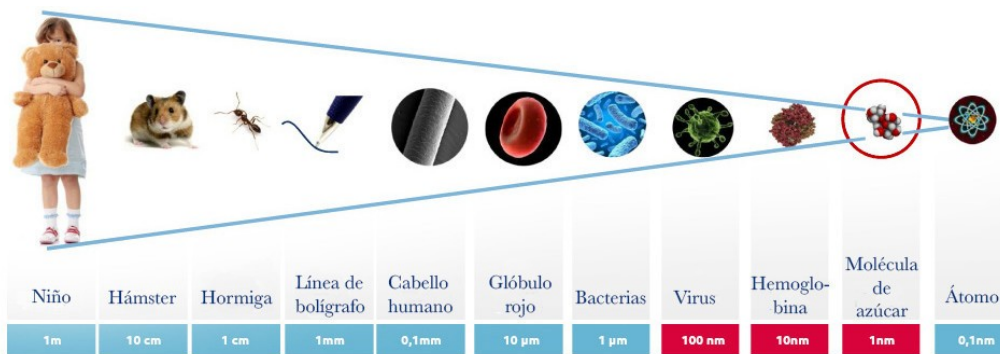 Niño
Hámster
Hormiga
Línea de
bolígrafo
Cabello
humano
Glóbulo
rojo
Bacterias
Virus
Hemoglo-
bina
Molécula
de
azúcar
Átomo
1m
10 cm
1 cm
1mm
0,1mm
10 µm
1 µm
100 nm
10nm
1nm
0,1nm